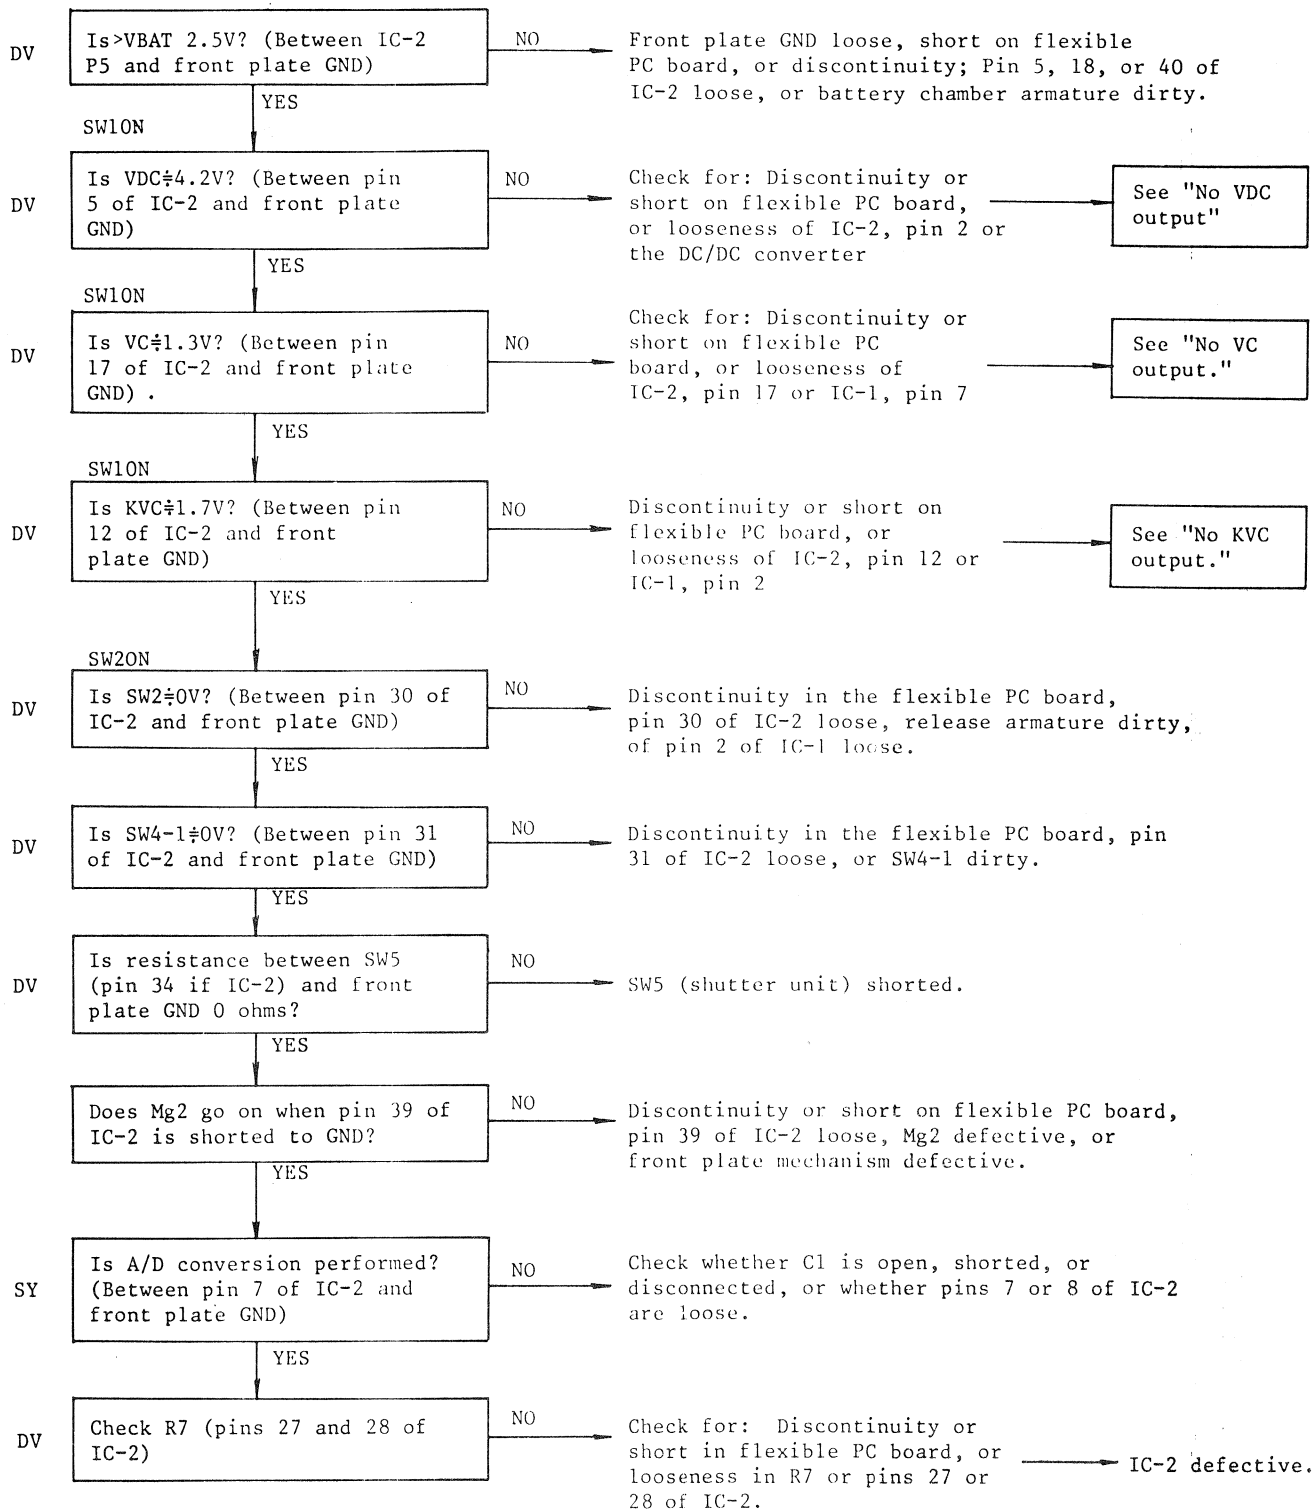 DV
Is>VBAT 2.5V? (Between IC-2
P5 and front plate GND)
NO
Front plate GND loose, short on flexible
PC board, or discontinuity; Pin 5, 18, or 40 of
IC-2 loose, or battery chamber armature dirty.
YES
SW1ON
DV
Is VDC≑4.2V? (Between pin
5 of IC-2 and front plate
GND)
NO
Check for: Discontinuity or
short on flexible PC board,
or looseness of IC-2, pin 2 or
the DC/DC converter
See "No VDC
output"
YES
SW1ON
DV
Is VC≑1.3V? (Between pin
17 of IC-2 and front plate
GND) .
NO
Check for: Discontinuity or
short on flexible PC
board, or looseness of
IC-2, pin 17 or IC-1, pin 7
See "No VC
output."
YES
SW1ON
DV
Is KVC≑1.7V? (Between pin
12 of IC-2 and front
plate GND)
NO
Discontinuity or short on
flexible PC board, or
looseness of IC-2, pin 12 or
IC-1, pin 2
See "No KVC
output."
YES
SW2ON
DV
Is SW2≑0V? (Between pin 30 of
IC-2 and front plate GND)
NO
Discontinuity in the flexible PC board,
pin 30 of IC-2 loose, release armature dirty,
of pin 2 of IC-1 loose.
YES
DV
Is SW4-1≑0V? (Between pin 31
of IC-2 and front plate GND)
NO
Discontinuity in the flexible PC board, pin
31 of IC-2 loose, or SW4-1 dirty.
YES
DV
Is resistance between SW5
(pin 34 if IC-2) and front
plate GND 0 ohms?
NO
SW5 (shutter unit) shorted.
YES
Does Mg2 go on when pin 39 of
IC-2 is shorted to GND?
NO
Discontinuity or short on flexible PC board,
pin 39 of IC-2 loose, Mg2 defective, or
front plate mechanism defective.
YES
SY
Is A/D conversion performed?
(Between pin 7 of IC-2 and
front plate GND)
NO
Check whether C1 is open, shorted, or
disconnected, or whether pins 7 or 8 of IC-2
are loose.
YES
DV
Check R7 (pins 27 and 28 of
IC-2)
NO
Check for: Discontinuity or
short in flexible PC board, or
looseness in R7 or pins 27 or
28 of IC-2.
IC-2 defective.